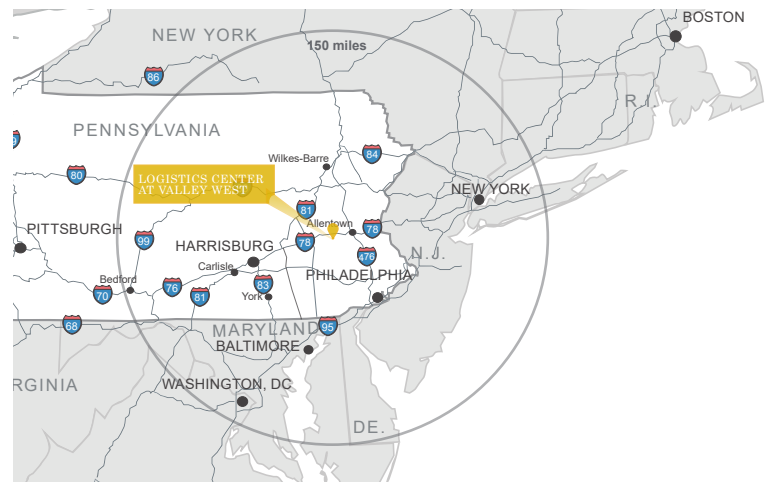 BOSTON
NEW YORK
150 miles
86
R.I.
PENNSYLVANIA
84
Wilkes-Barre
80
LOGISTICS CENTER
AT VALLEY WEST
NEW YORK
81
Allentown
78
PITTSBURGH
99
HARRISBURG
78
N.J.
476
Carlisle
PHILADELPHIA
Bedford
76
83
70
81
York
68
MARYLAND
95
BALTIMORE
RGINIA
WASHINGTON, DC
DE.